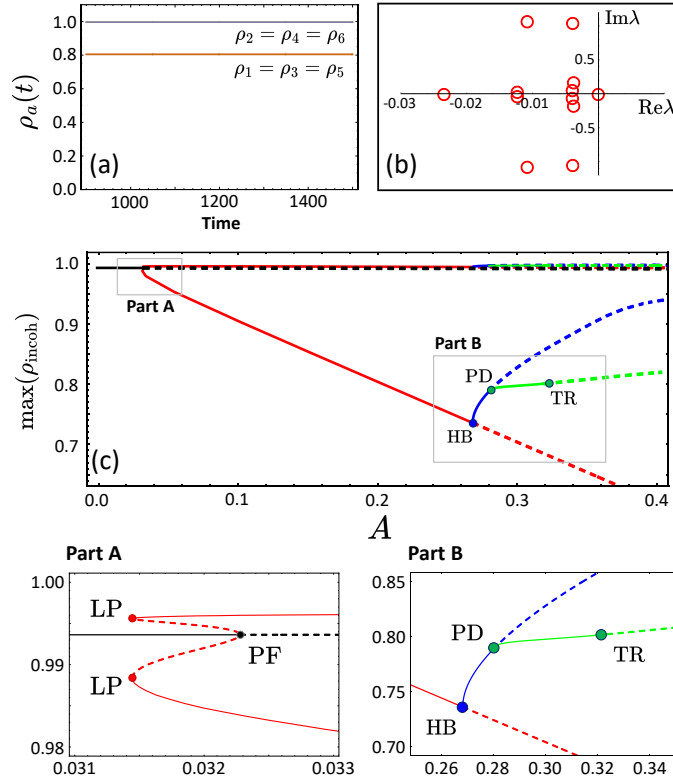 1.0
0.8
0.6
0.4
0.2
0.0
ρₐ(t)
ρ₂ = ρ₄ = ρ₆
ρ₁ = ρ₃ = ρ₅
(a)
1000
1200
1400
Time
Imλ
0.5
-0.03
-0.02
-0.01
Reλ
-0.5
(b)
1.0
0.9
0.8
0.7
max(ρincoh)
Part A
Part B
PD
TR
HB
(c)
0.0
0.1
0.2
0.3
0.4
A
Part A
1.00
0.99
0.98
LP
PF
LP
0.031
0.032
0.033
Part B
0.85
0.80
0.75
0.70
PD
TR
HB
0.26
0.28
0.30
0.32
0.34